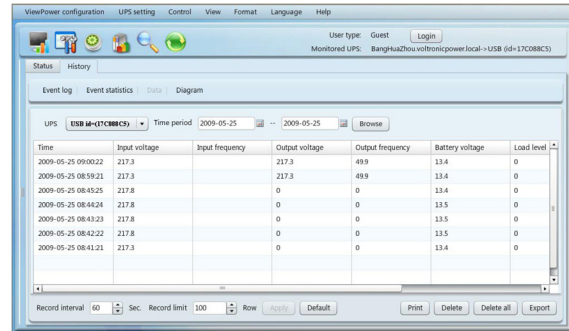 ViewPower configuration UPS setting Control View Format Language Help
User type: Guest Login
Monitored UPS: BangHuaZhou.voltronicpower.local->USB (id=17C088C5)
Status History
Event log Event statistics Data Diagram
UPS USB id=(17C088C5) Time period 2009-05-25 -- 2009-05-25 Browse
Time Input voltage Input frequency Output voltage Output frequency Battery voltage Load level
2009-05-25 09:00:22 217.3 217.3 49.9 13.4 0
2009-05-25 08:59:21 217.3 217.3 49.9 13.4 0
2009-05-25 08:45:25 217.8 0 0 13.4 0
2009-05-25 08:44:24 217.8 0 0 13.5 0
2009-05-25 08:43:23 217.8 0 0 13.5 0
2009-05-25 08:42:22 217.8 0 0 13.5 0
2009-05-25 08:41:21 217.3 0 0 13.4 0
Record interval 60 Sec. Record limit 100 Row Apply Default Print Delete Delete all Export